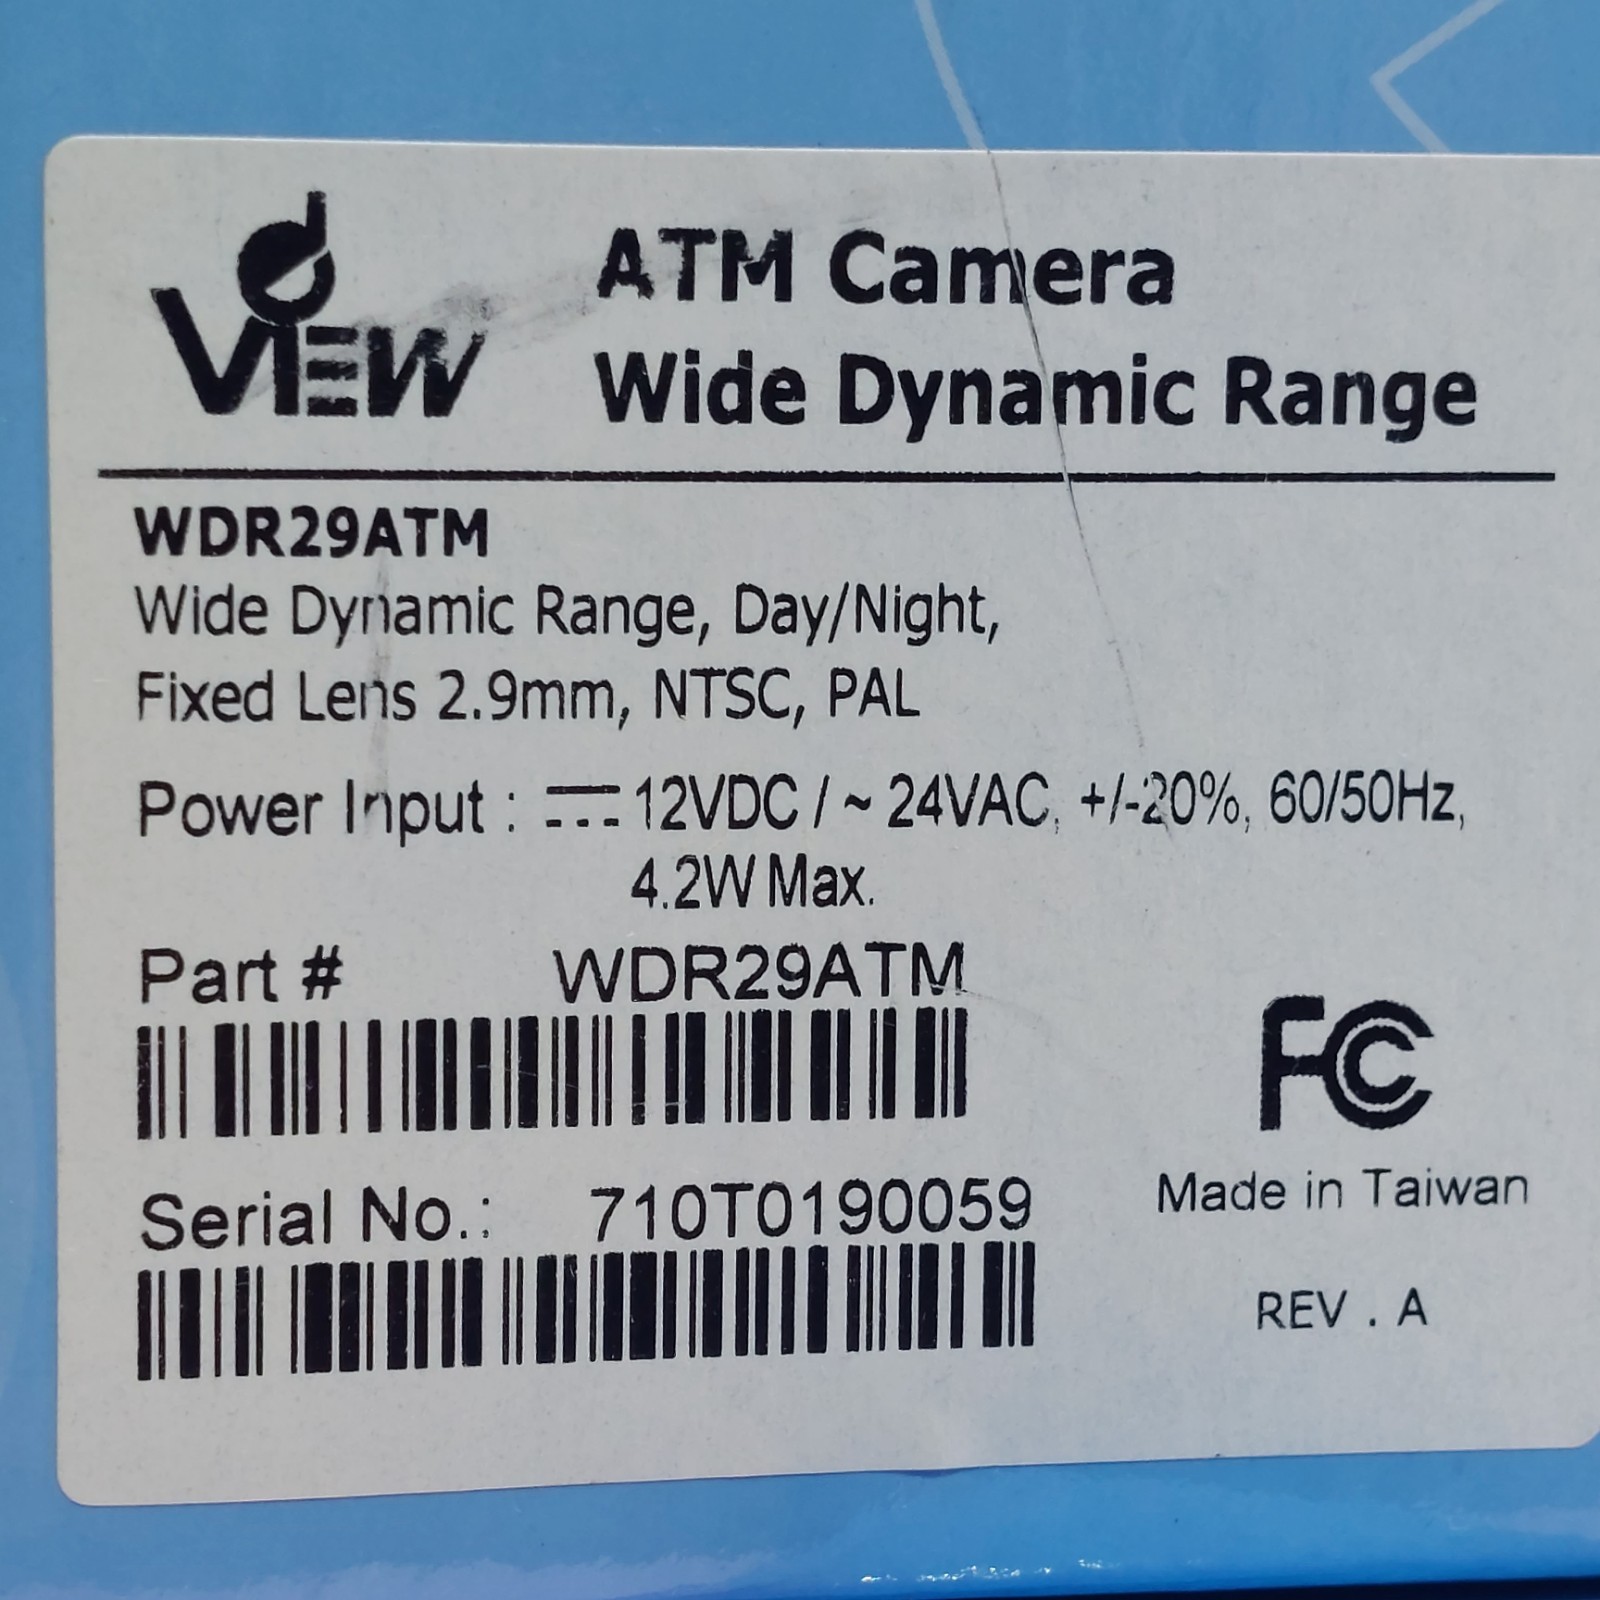 dVIEW
ATM Camera
Wide Dynamic Range
WDR29ATM
Wide Dynamic Range, Day/Night,
Fixed Lens 2.9mm, NTSC, PAL
Power Input : ⎓ 12VDC / ~ 24VAC, +/-20%, 60/50Hz,
4.2W Max.
Part # WDR29ATM
FC
Serial No.: 710T0190059
Made in Taiwan
REV . A